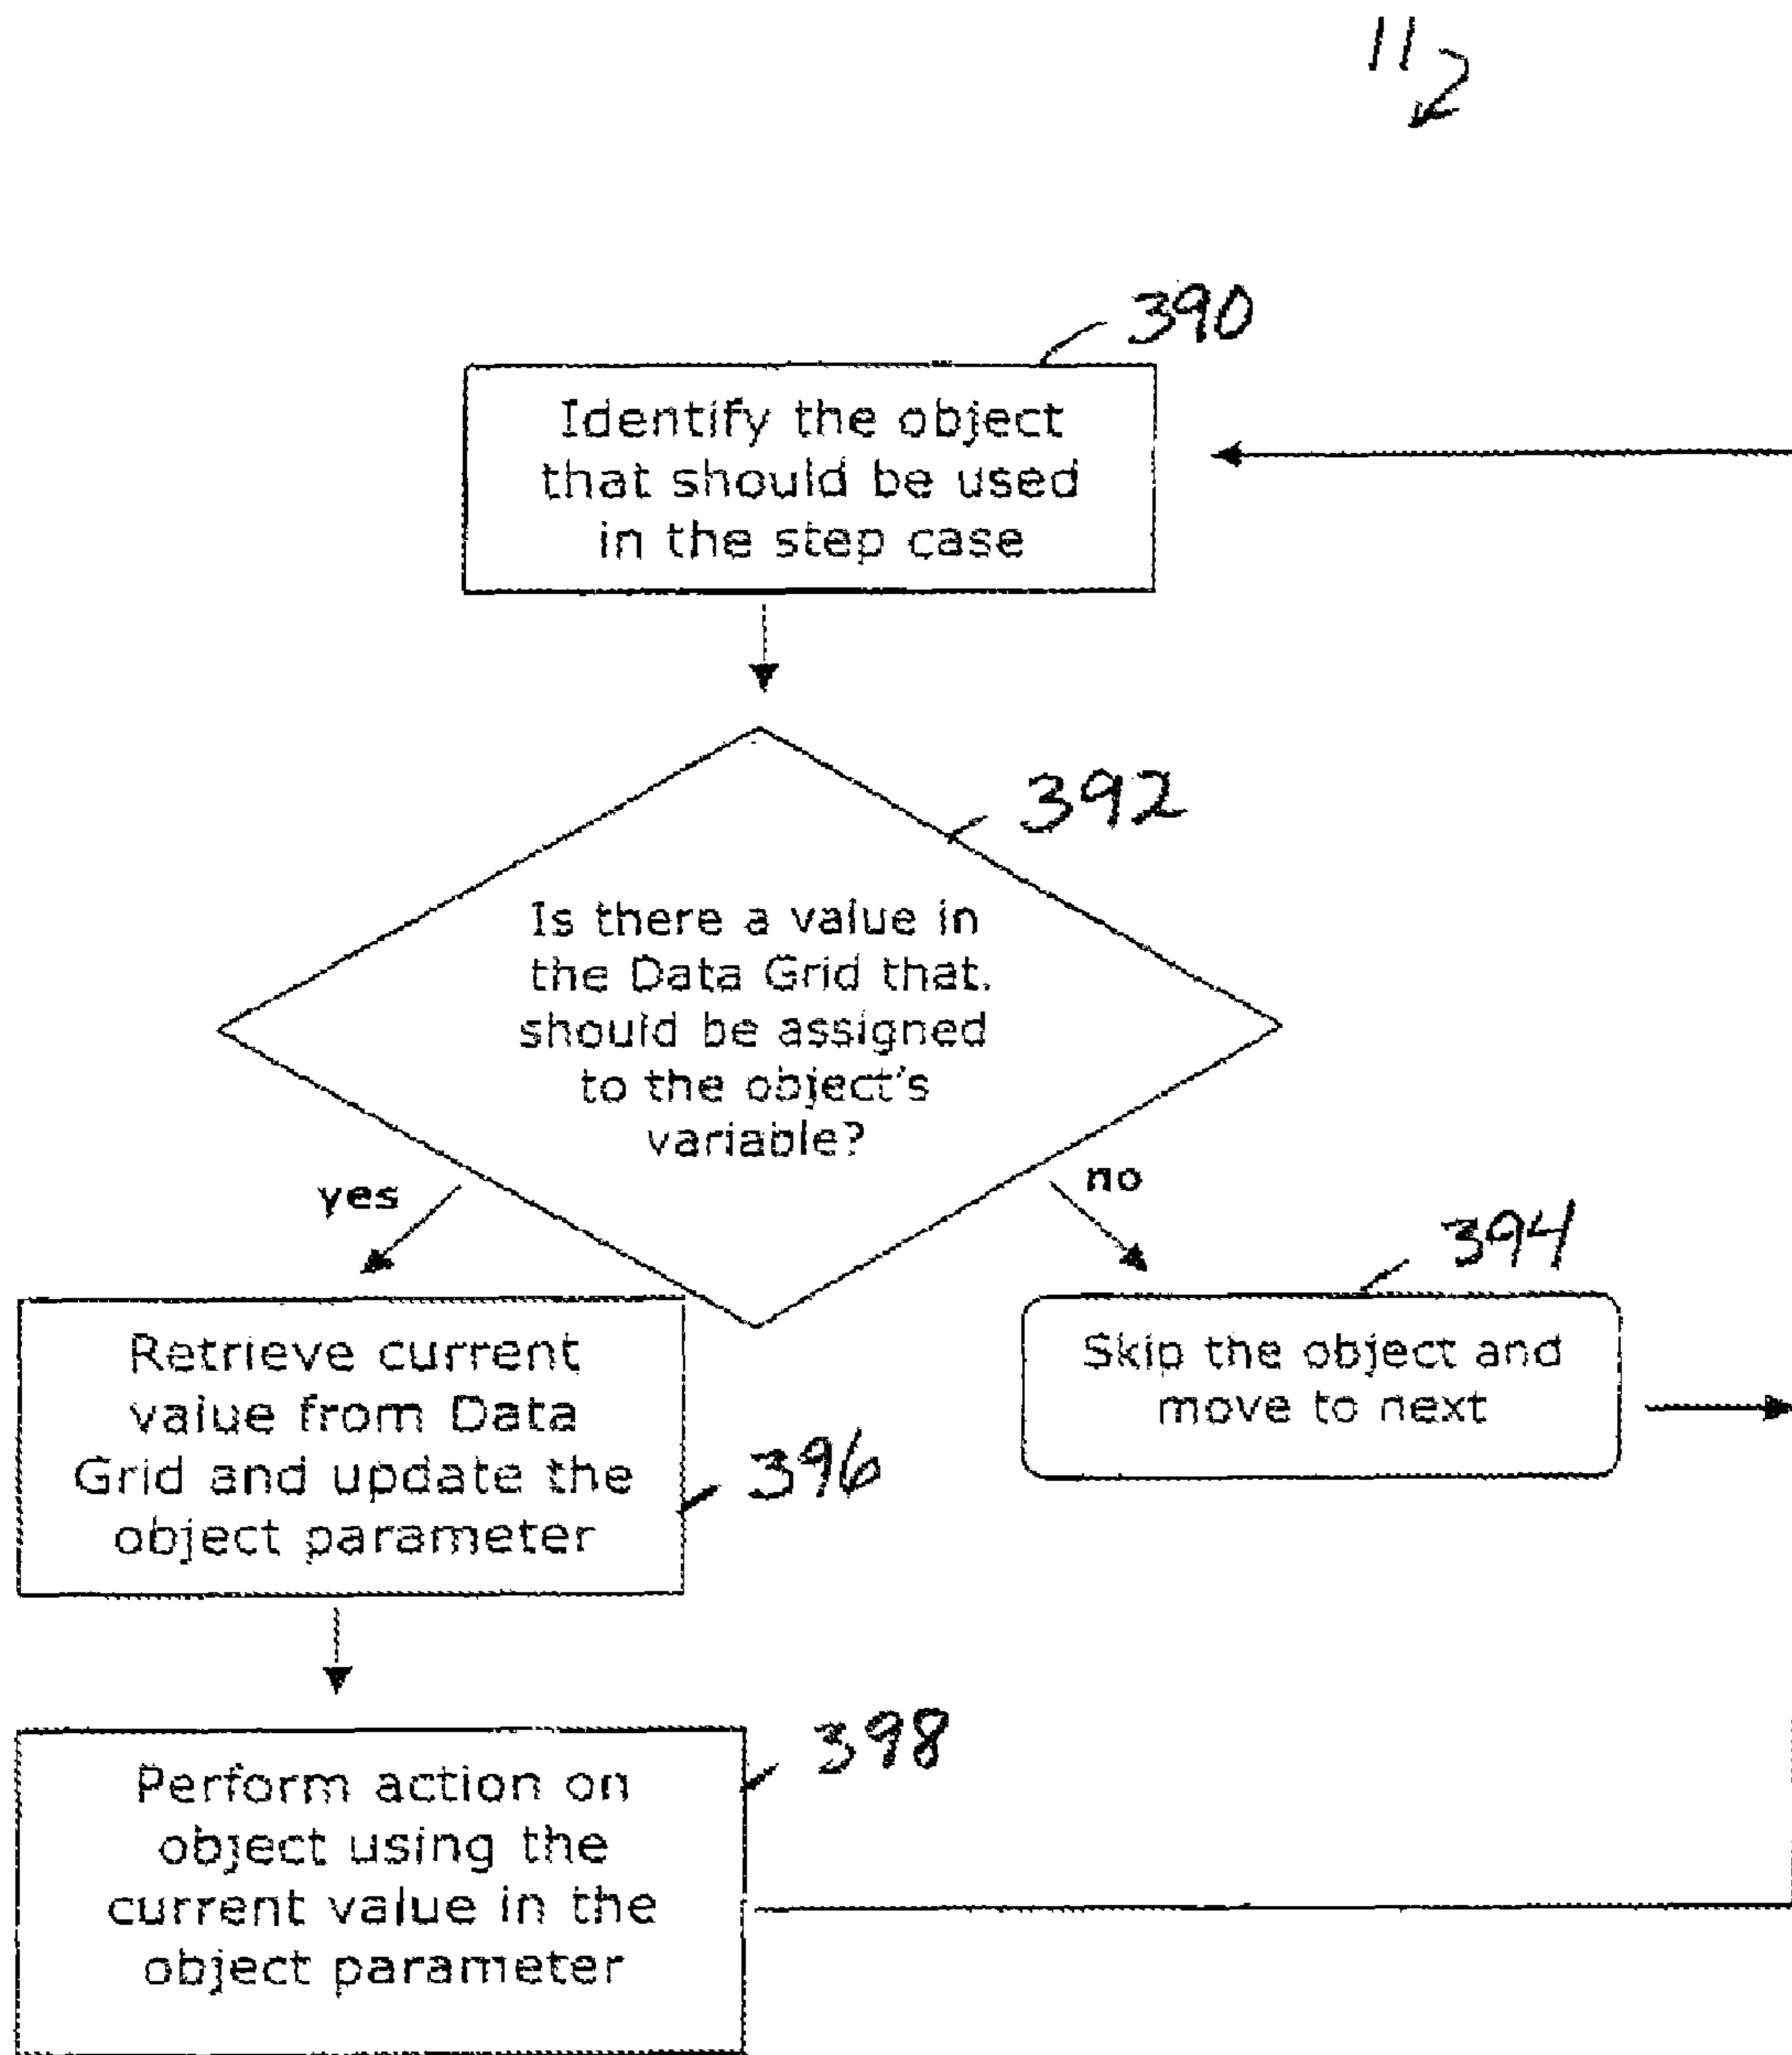 11
390
Identify the object
that should be used
in the step case
392
Is there a value in
the Data Grid that.
should be assigned
to the object's
variable?
yes
no
394
Retrieve current
value from Data
Grid and update the
object parameter
Skip the object and
move to next
396
398
Perform action on
object using the
current value in the
object parameter